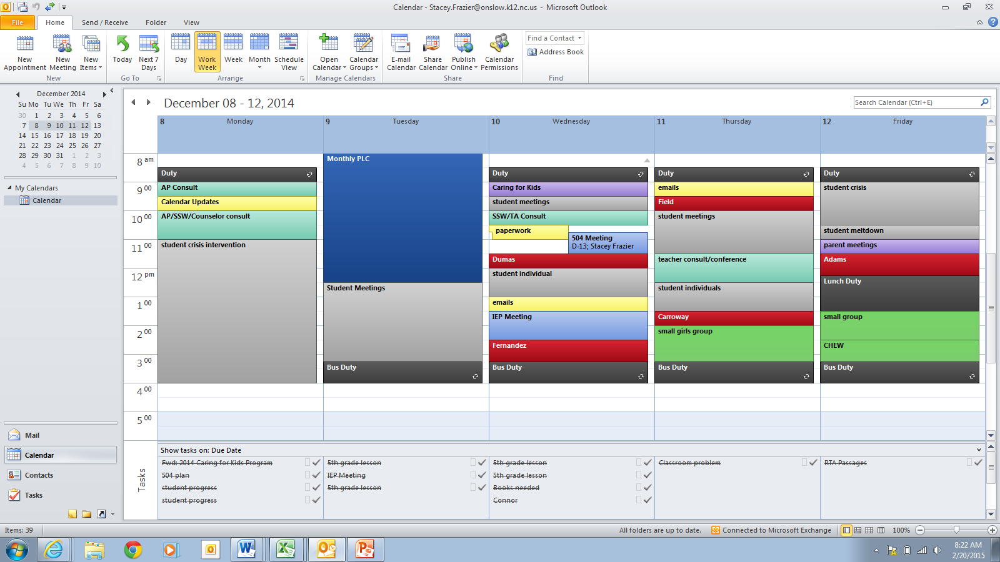 Calendar - Stacey.Frazier@onslow.k12.nc.us - Microsoft Outlook
File Home Send / Receive Folder View
New Appointment
New Meeting
New Items
New
Today
Next 7 Days
Go To
Day
Work Week
Week
Month
Schedule View
Arrange
Open Calendar
Calendar Groups
Manage Calendars
E-mail Calendar
Share Calendar
Publish Online
Calendar Permissions
Share
Find a Contact
Address Book
Find
December 2014
Su Mo Tu We Th Fr Sa
30 1 2 3 4 5 6
7 8 9 10 11 12 13
14 15 16 17 18 19 20
21 22 23 24 25 26 27
28 29 30 31 1 2 3
4 5 6 7 8 9 10
My Calendars
Calendar
Mail
Calendar
Contacts
Tasks
December 08 - 12, 2014
Search Calendar (Ctrl+E)
8 Monday
9 Tuesday
10 Wednesday
11 Thursday
12 Friday
8 am
9 00
10 00
11 00
12 pm
1 00
2 00
3 00
4 00
5 00
Duty
AP Consult
Calendar Updates
AP/SSW/Counselor consult
student crisis intervention
Monthly PLC
Student Meetings
Bus Duty
Duty
Caring for Kids
student meetings
SSW/TA Consult
paperwork
504 Meeting
D-13; Stacey Frazier
Dumas
student individual
emails
IEP Meeting
Fernandez
Bus Duty
Duty
emails
Field
student meetings
teacher consult/conference
student individuals
Carroway
small girls group
Bus Duty
Duty
student crisis
student meltdown
parent meetings
Adams
Lunch Duty
small group
CHEW
Bus Duty
Tasks
Show tasks on: Due Date
Fwd: 2014 Caring for Kids Program
504 plan
student progress
student progress
5th grade lesson
IEP Meeting
5th grade lesson
5th grade lesson
5th grade lesson
Books needed
Connor
Classroom problem
RTA Passages
Items: 39
All folders are up to date.
Connected to Microsoft Exchange
100%
8:22 AM
2/20/2015